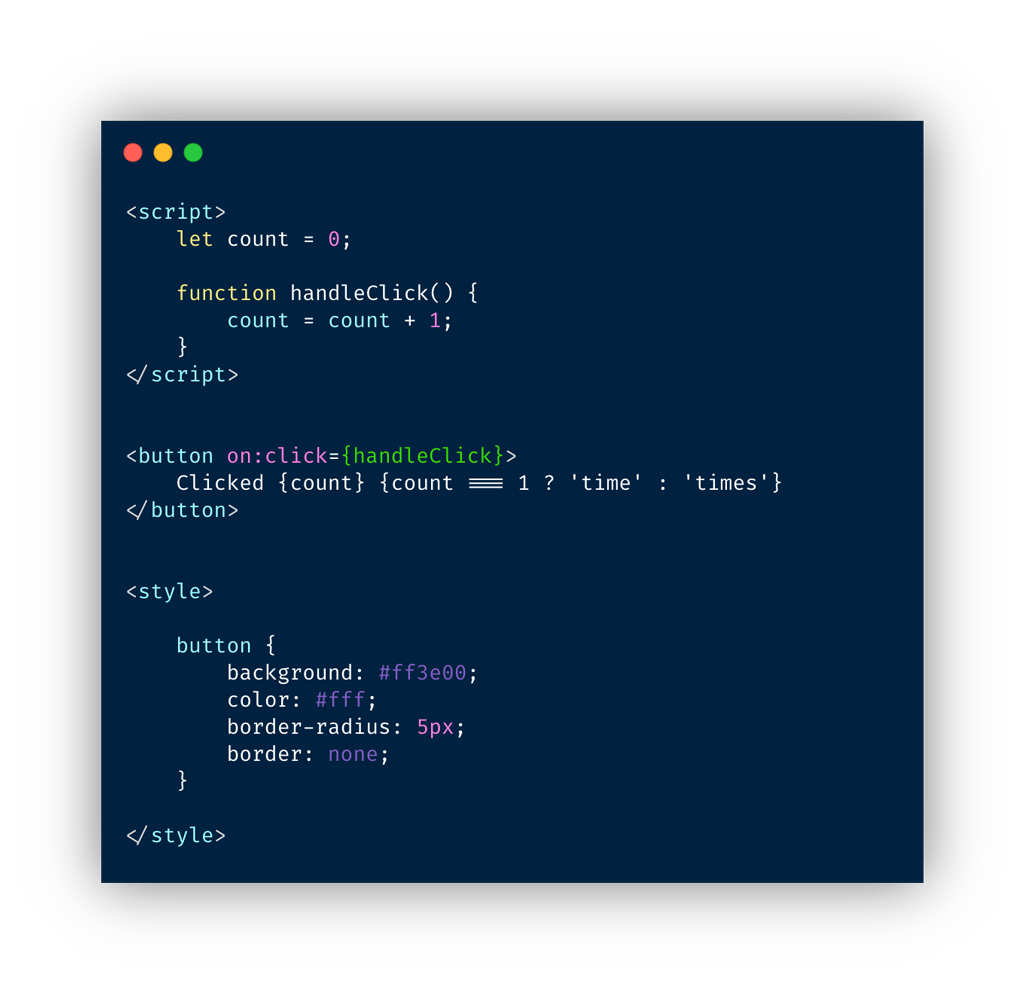 <script>
    let count = 0;

    function handleClick() {
        count = count + 1;
    }
</script>


<button on:click={handleClick}>
    Clicked {count} {count === 1 ? 'time' : 'times'}
</button>


<style>

    button {
        background: #ff3e00;
        color: #fff;
        border-radius: 5px;
        border: none;
    }

</style>